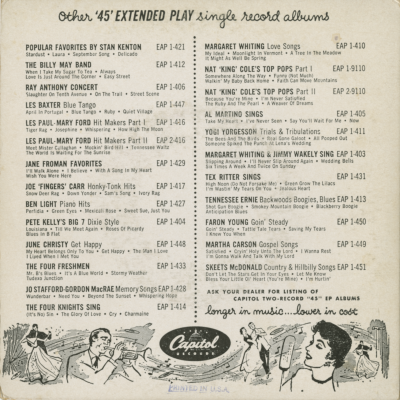 Other '45' EXTENDED PLAY single record albums
POPULAR FAVORITES BY STAN KENTON EAP 1-421
Stardust • Laura • September Song • Delicado
THE BILLY MAY BAND EAP 1-412
When I Take My Sugar To Tea • Always
Love Is Just Around The Corner • Easy Street
RAY ANTHONY CONCERT EAP 1-406
Slaughter On Tenth Avenue • On The Trail • Street Scene
LES BAXTER Blue Tango EAP 1-447
April In Portugal • Blue Tango • Ruby • Quiet Village
LES PAUL-MARY FORD Hit Makers Part I EAP 1-416
Tiger Rag • Josephine • Whispering • How High The Moon
LES PAUL-MARY FORD Hit Makers Part II EAP 2-416
Meet Mister Callaghan • Mockin' Bird Hill • Tennessee Waltz
The World Is Waiting For The Sunrise
JANE FROMAN FAVORITES EAP 1-429
I'll Walk Alone • I Believe • With A Song In My Heart
Wish You Were Here
JOE 'FINGERS' CARR Honky-Tonk Hits EAP 1-417
Snow Deer Rag • Down Yonder • Sam's Song • Ivory Rag
BEN LIGHT Piano Hits EAP 1-427
Perfidia • Green Eyes • Mexicali Rose • Sweet Sue, Just You
PETE KELLY'S BIG 7 Dixie Style EAP 1-404
Louisiana • Till We Meet Again • Roses Of Picardy
Blues In B Flat
JUNE CHRISTY Get Happy EAP 1-448
My Heart Belongs Only To You • Get Happy • The Man I Love
I Lived When I Met You
THE FOUR FRESHMEN EAP 1-433
Mr. B's Blues • It's A Blue World • Stormy Weather
Tuxedo Junction
JO STAFFORD-GORDON MacRAE Memory Songs EAP 1-428
Wunderbar • Need You • Beyond The Sunset • Whispering Hope
THE FOUR KNIGHTS SING EAP 1-414
(It's No) Sin • The Glory Of Love • Cry • Charmaine
MARGARET WHITING Love Songs EAP 1-410
My Ideal • Moonlight In Vermont • A Tree In The Meadow
It Might As Well Be Spring
NAT 'KING' COLE'S TOP POPS Part I EAP 1-9110
Somewhere Along The Way • Funny (Not Much)
Walkin' My Baby Back Home • Faith Can Move Mountains
NAT 'KING' COLE'S TOP POPS Part II EAP 2-9110
Because You're Mine • I'm Never Satisfied
The Ruby And The Pearl • A Weaver Of Dreams
AL MARTINO SINGS EAP 1-405
Take My Heart • I've Never Seen • Say You'll Wait For Me • Now
YOGI YORGESSON Trials & Tribulations EAP 1-411
The Bees And The Birds • Real Gone Galoot • All Pooped Out
Someone Spiked The Punch At Lena's Wedding
MARGARET WHITING & JIMMY WAKELY SING EAP 1-403
Slipping Around • I'll Never Slip Around Again • Wedding Bells
Six Times A Week And Twice On Sunday
TEX RITTER SINGS EAP 1-431
High Noon (Do Not Forsake Me) • Green Grow The Lilacs
I've Wastin' My Tears On You • Jealous Heart
TENNESSEE ERNIE Backwoods Boogies, Blues EAP 1-413
Shot Gun Boogie • Smokey Mountain Boogie • Blackberry Boogie
Anticipation Blues
FARON YOUNG Goin' Steady EAP 1-450
Goin' Steady • Tattle Tale Tears • Saving My Tears
I Knew When
MARTHA CARSON Gospel Songs EAP 1-449
Satisfied • Cryin' Holy Unto The Lord • I Wanna Rest
I'm Gonna Walk And Talk With My Lord
SKEETS McDONALD Country & Hillbilly Songs EAP 1-451
Don't Let The Stars Get In Your Eyes • Let Me Know
Bless Your Little Ol' Heart (You're Mine)
ASK YOUR DEALER FOR LISTING OF
CAPITOL TWO-RECORD "45" EP ALBUMS
longer in music...lower in cost
Capitol
RECORDS
PRINTED IN U.S.A.